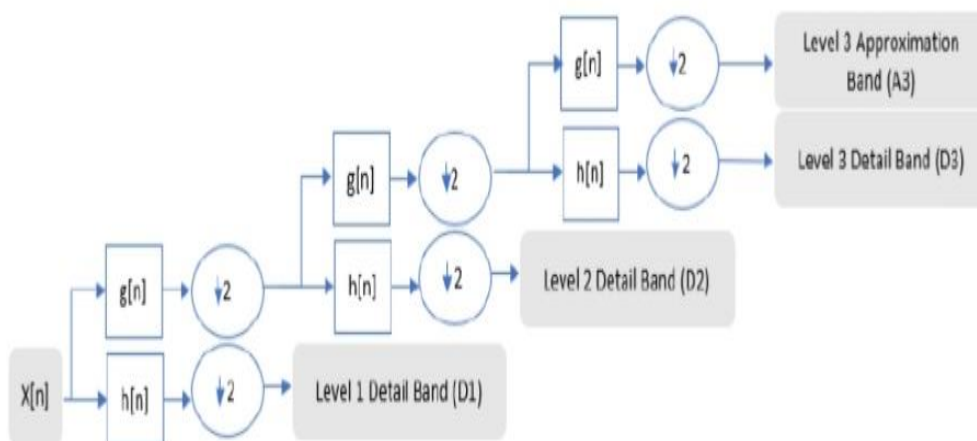 g[n]
↓2
Level 3 Approximation
Band (A3)
h[n]
↓2
Level 3 Detail Band (D3)
g[n]
↓2
h[n]
↓2
Level 2 Detail Band (D2)
g[n]
↓2
X[n]
h[n]
↓2
Level 1 Detail Band (D1)